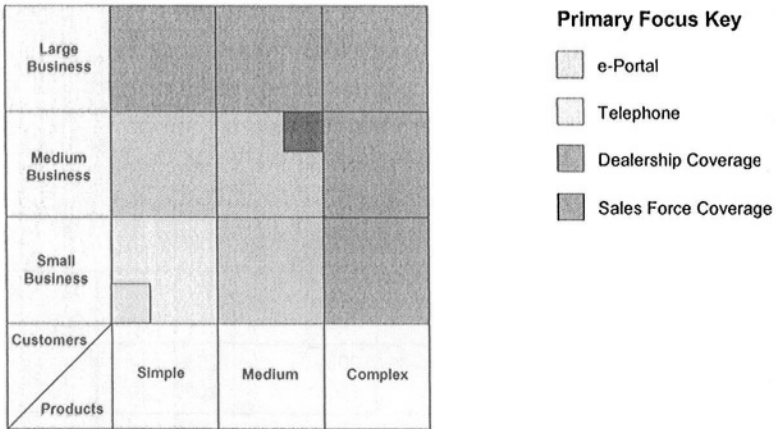 Large
Business
Medium
Business
Small
Business
Customers
Products
Simple
Medium
Complex
Primary Focus Key
e-Portal
Telephone
Dealership Coverage
Sales Force Coverage